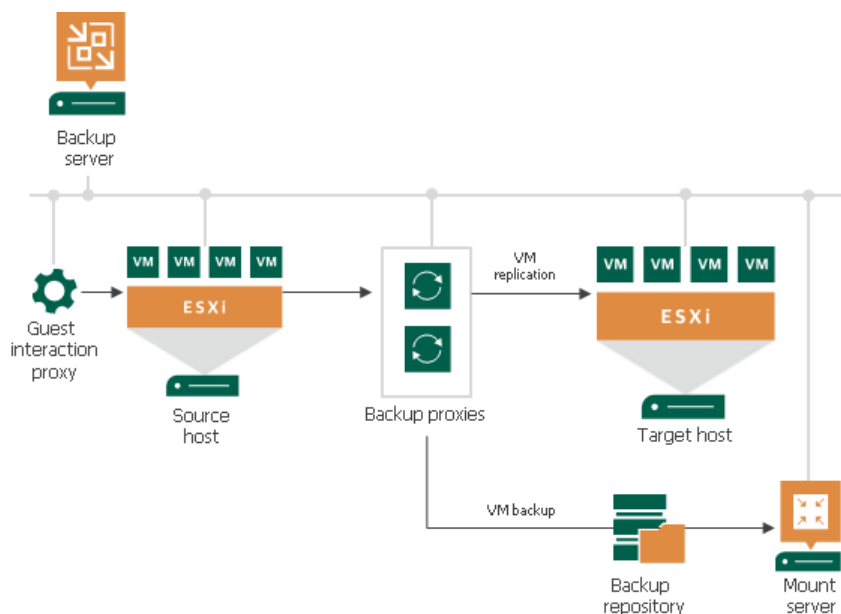 Backup
server
VM VM VM VM
ESXi
Guest
interaction
proxy
Source
host
Backup proxies
VM
replication
VM VM VM VM
ESXi
Target host
VM backup
Backup
repository
Mount
server